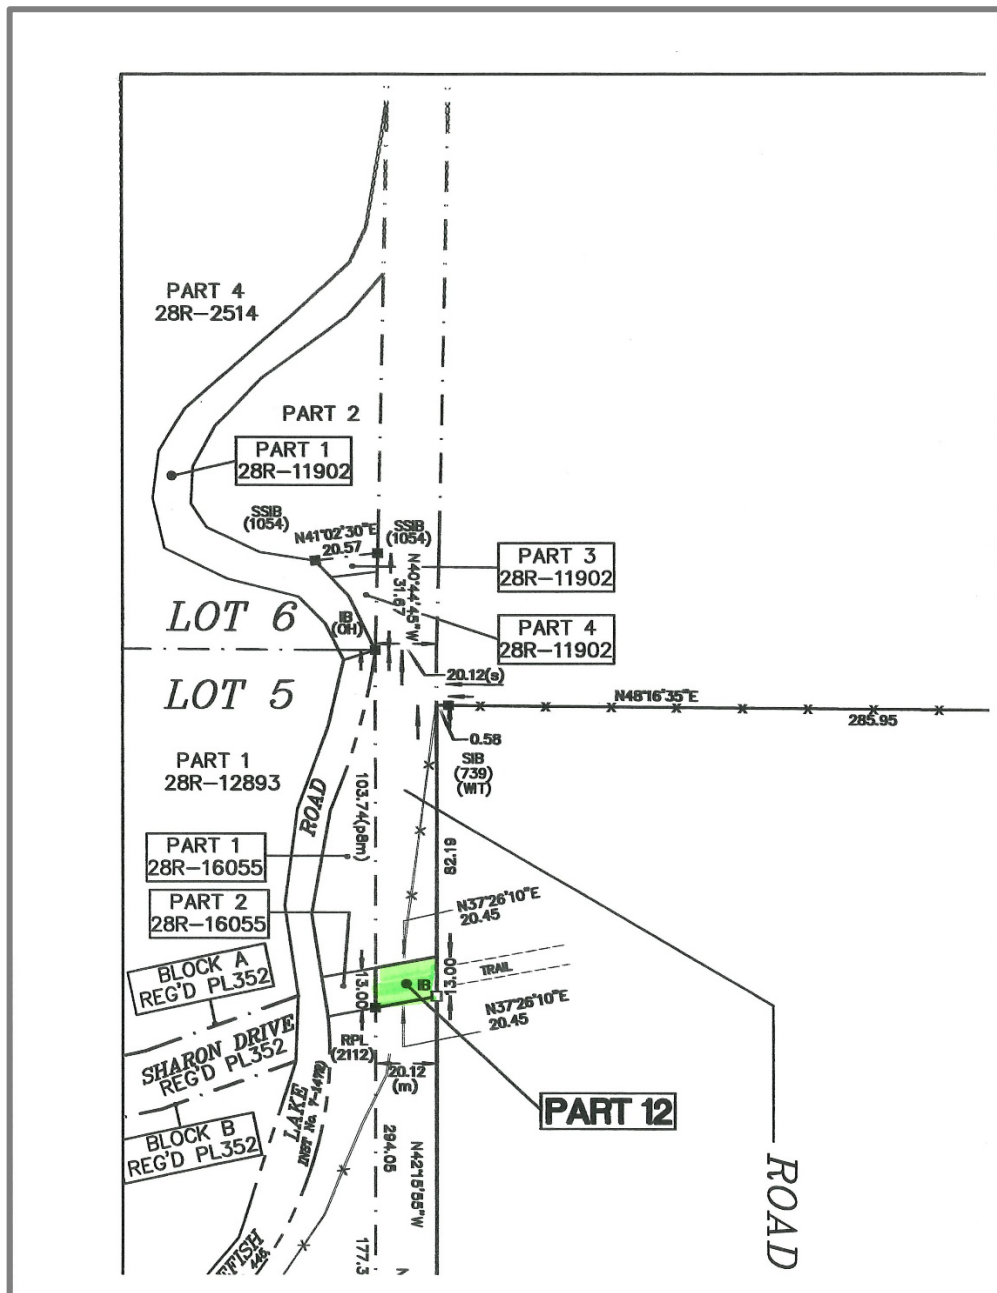 PART 4
28R-2514
PART 2
PART 1
28R-11902
SSIB
(1054)
N41°02'30"E
20.57
SSIB
(1054)
N40°44'45"W
31.67
PART 3
28R-11902
PART 4
28R-11902
IB
(OH)
LOT 6
LOT 5
20.12(s)
N48°16'35"E
285.95
0.58
SIB
(739)
(WIT)
PART 1
28R-12893
ROAD
103.74(p8m)
82.19
PART 1
28R-16055
PART 2
28R-16055
N37°26'10"E
20.45
BLOCK A
REG'D PL352
13.00
IB
13.00
TRAIL
N37°26'10"E
20.45
SHARON DRIVE
REG'D PL352
RPL
(2112)
20.12
(m)
PART 12
BLOCK B
REG'D PL352
LAKE
INST No.
294.05
N42°15'55"W
ROAD
EFISH
177.3
N